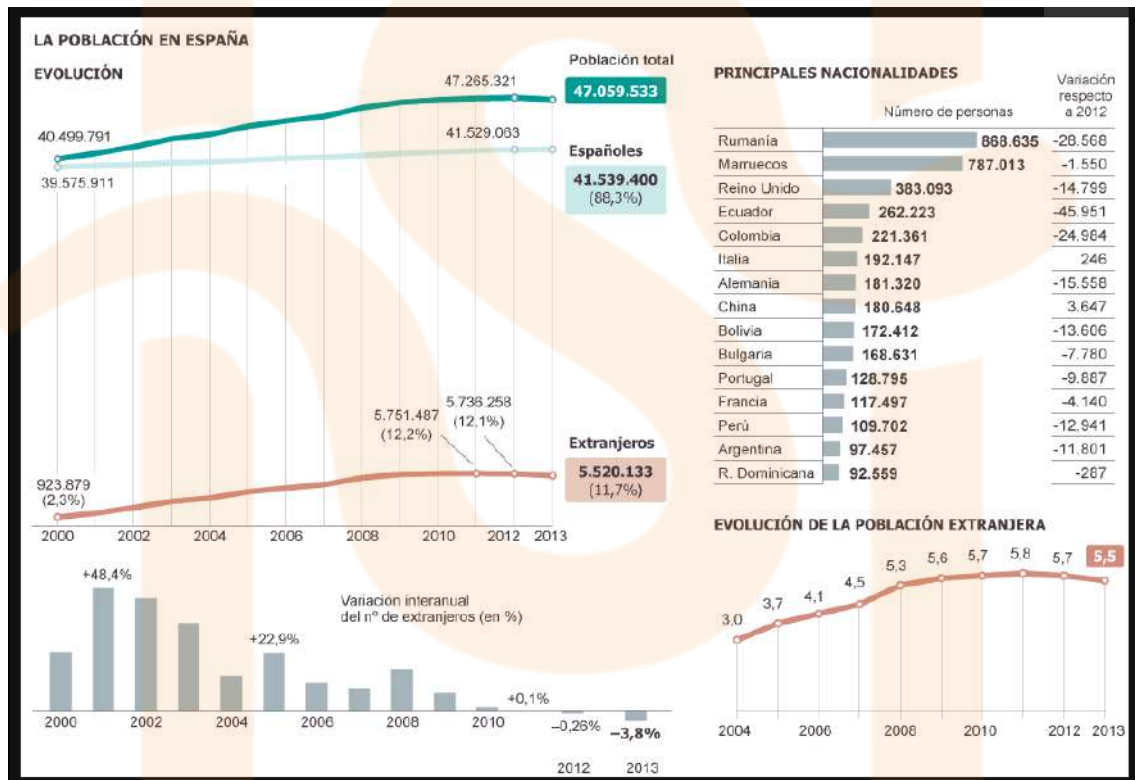 LA POBLACIÓN EN ESPAÑA
EVOLUCIÓN
Población total
47.265.321
47.059.533
40.499.791
41.529.063
Españoles
39.575.911
41.539.400
(88,3%)
5.751.487
(12,2%)
5.736.258
(12,1%)
Extranjeros
923.879
(2,3%)
5.520.133
(11,7%)
2000 2002 2004 2006 2008 2010 2012 2013
+48,4%
Variación interanual
del nº de extranjeros (en %)
+22,9%
+0,1%
2000 2002 2004 2006 2008 2010
−0,26% −3,8%
2012 2013
PRINCIPALES NACIONALIDADES
Variación
respecto
a 2012
Número de personas
Rumanía 868.635 -28.568
Marruecos 787.013 -1.550
Reino Unido 383.093 -14.799
Ecuador 262.223 -45.951
Colombia 221.361 -24.984
Italia 192.147 246
Alemania 181.320 -15.558
China 180.648 3.647
Bolivia 172.412 -13.606
Bulgaria 168.631 -7.780
Portugal 128.795 -9.887
Francia 117.497 -4.140
Perú 109.702 -12.941
Argentina 97.457 -11.801
R. Dominicana 92.559 -287
EVOLUCIÓN DE LA POBLACIÓN EXTRANJERA
3,0 3,7 4,1 4,5 5,3 5,6 5,7 5,8 5,7 5,5
2004 2006 2008 2010 2012 2013